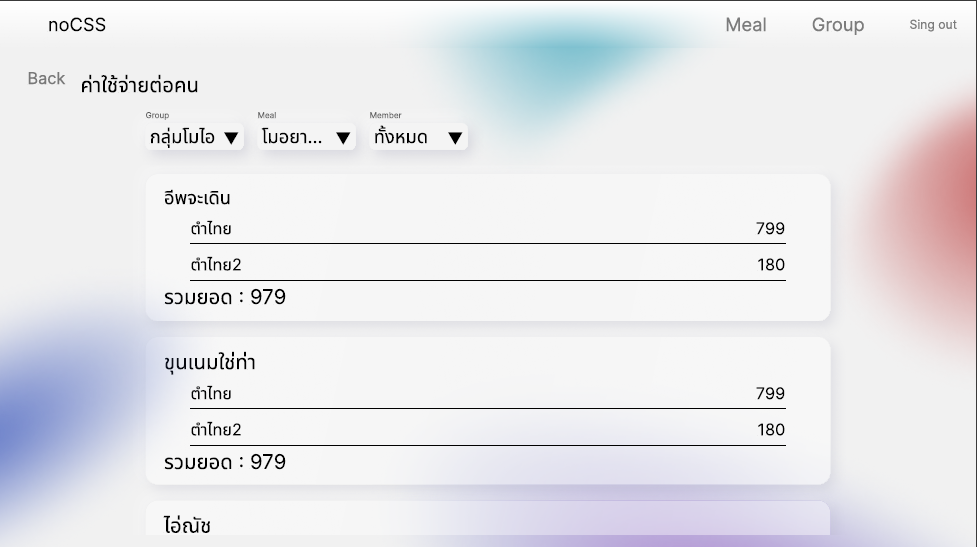 noCSS Meal Group Sing out
Back ค่าใช้จ่ายต่อคน
Group Meal Member
กลุ่มโมไอ โมอยา... ทั้งหมด
อีพจะเดิน
ตำไทย 799
ตำไทย2 180
รวมยอด : 979
ขุนเนมใช่ท่า
ตำไทย 799
ตำไทย2 180
รวมยอด : 979
ไอ่ณัช